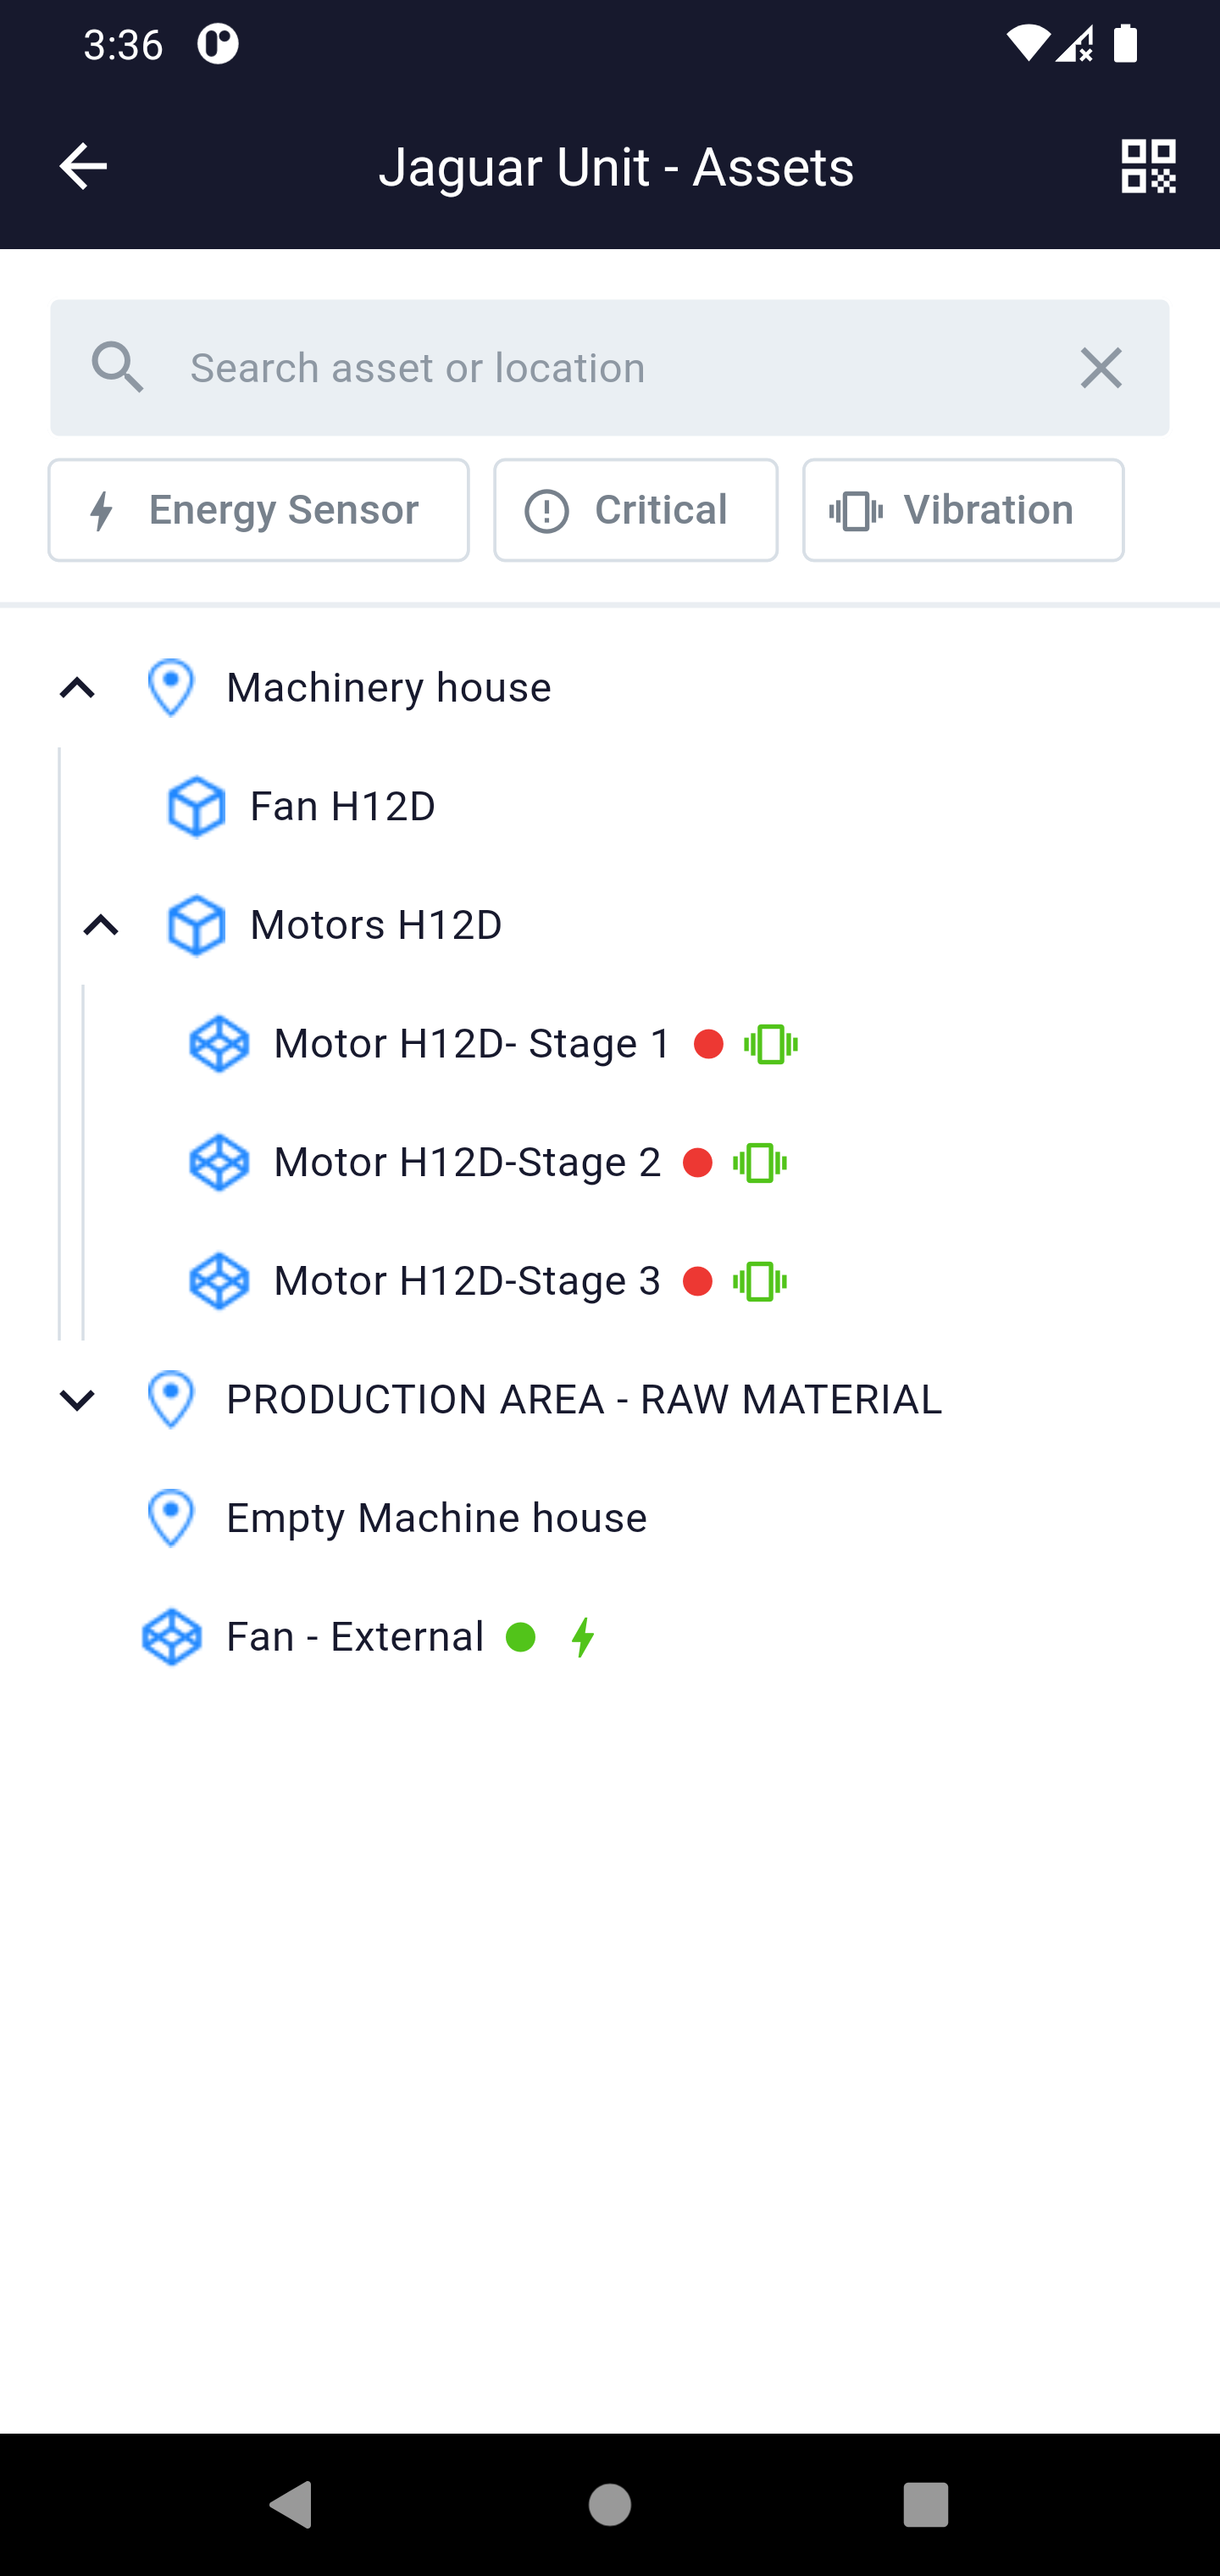 3:36
Jaguar Unit - Assets
Search asset or location
Energy Sensor Critical Vibration
Machinery house
Fan H12D
Motors H12D
Motor H12D- Stage 1
Motor H12D-Stage 2
Motor H12D-Stage 3
PRODUCTION AREA - RAW MATERIAL
Empty Machine house
Fan - External